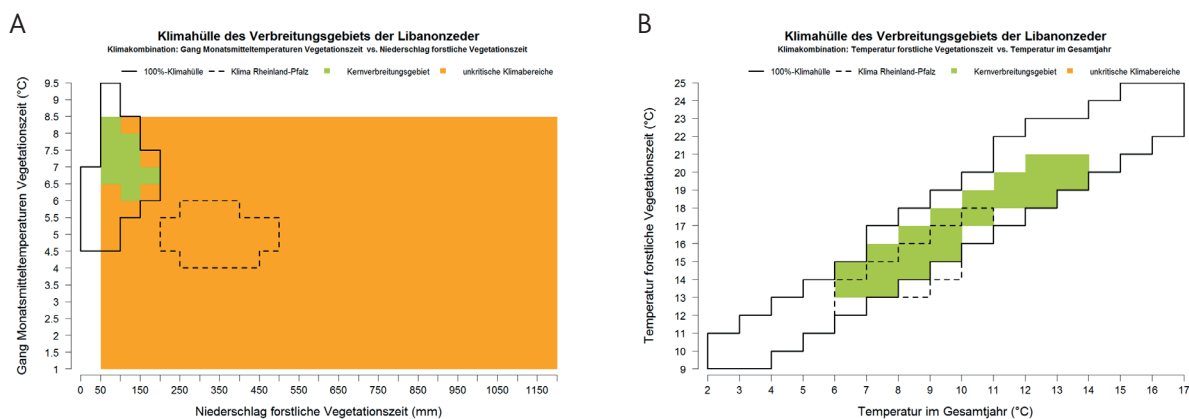 A
Klimahülle des Verbreitungsgebiets der Libanonzeder
Klimakombination: Gang Monatsmitteltemperaturen Vegetationszeit vs. Niederschlag forstliche Vegetationszeit
100%-Klimahülle Klima Rheinland-Pfalz Kernverbreitungsgebiet unkritische Klimabereiche
Gang Monatsmitteltemperaturen Vegetationszeit (°C)
9.5
9
8.5
8
7.5
7
6.5
6
5.5
5
4.5
4
3.5
3
2.5
2
1.5
1
0 50 150 250 350 450 550 650 750 850 950 1050 1150
Niederschlag forstliche Vegetationszeit (mm)
B
Klimahülle des Verbreitungsgebiets der Libanonzeder
Klimakombination: Temperatur forstliche Vegetationszeit vs. Temperatur im Gesamtjahr
100%-Klimahülle Klima Rheinland-Pfalz Kernverbreitungsgebiet unkritische Klimabereiche
Temperatur forstliche Vegetationszeit (°C)
25
24
23
22
21
20
19
18
17
16
15
14
13
12
11
10
9
2 3 4 5 6 7 8 9 10 11 12 13 14 15 16 17
Temperatur im Gesamtjahr (°C)